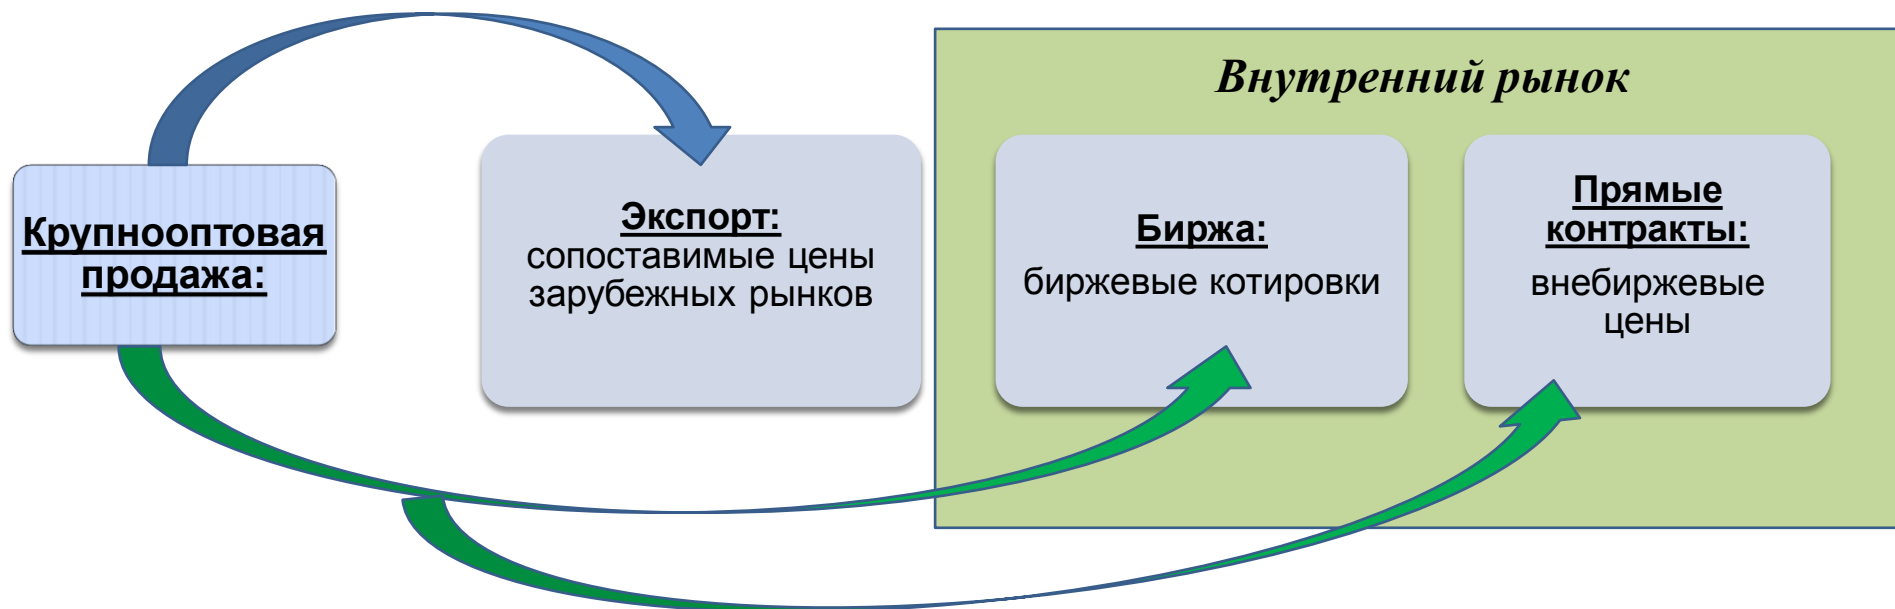 Внутренний рынок
Крупнооптовая
продажа:
Экспорт:
сопоставимые цены
зарубежных рынков
Биржа:
биржевые котировки
Прямые
контракты:
внебиржевые
цены